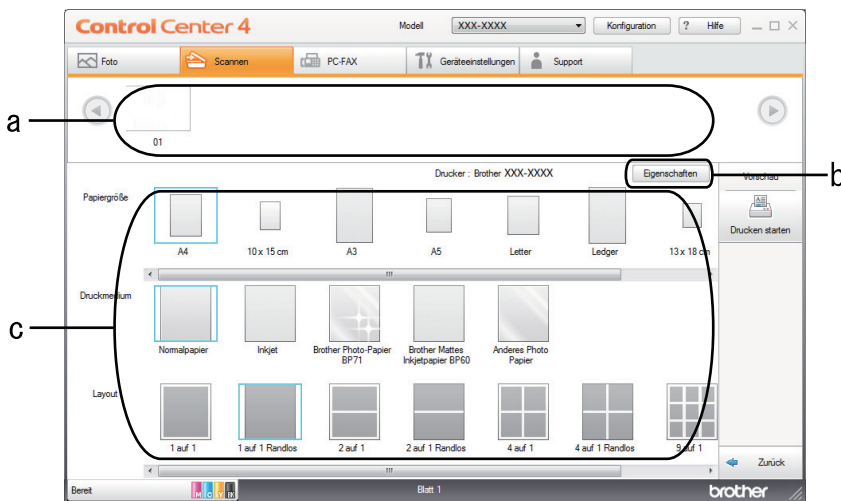 Control Center 4
Modell XXX-XXXX Konfiguration ? Hilfe
Foto Scannen PC-FAX Geräteeinstellungen Support
a
01
Drucker : Brother XXX-XXXX Eigenschaften Vorschau
b
Papiergröße
Drucken starten
A4 10 x 15 cm A3 A5 Letter Ledger 13 x 18 cm
Druckmedium
c
Normalpapier Inkjet Brother Photo-Papier BP71 Brother Mattes Inkjetpapier BP60 Anderes Photo Papier
Layout
1 auf 1 1 auf 1 Randlos 2 auf 1 2 auf 1 Randlos 4 auf 1 4 auf 1 Randlos 9 auf 1
Zurück
Bereit M C Y BK Blatt 1 brother